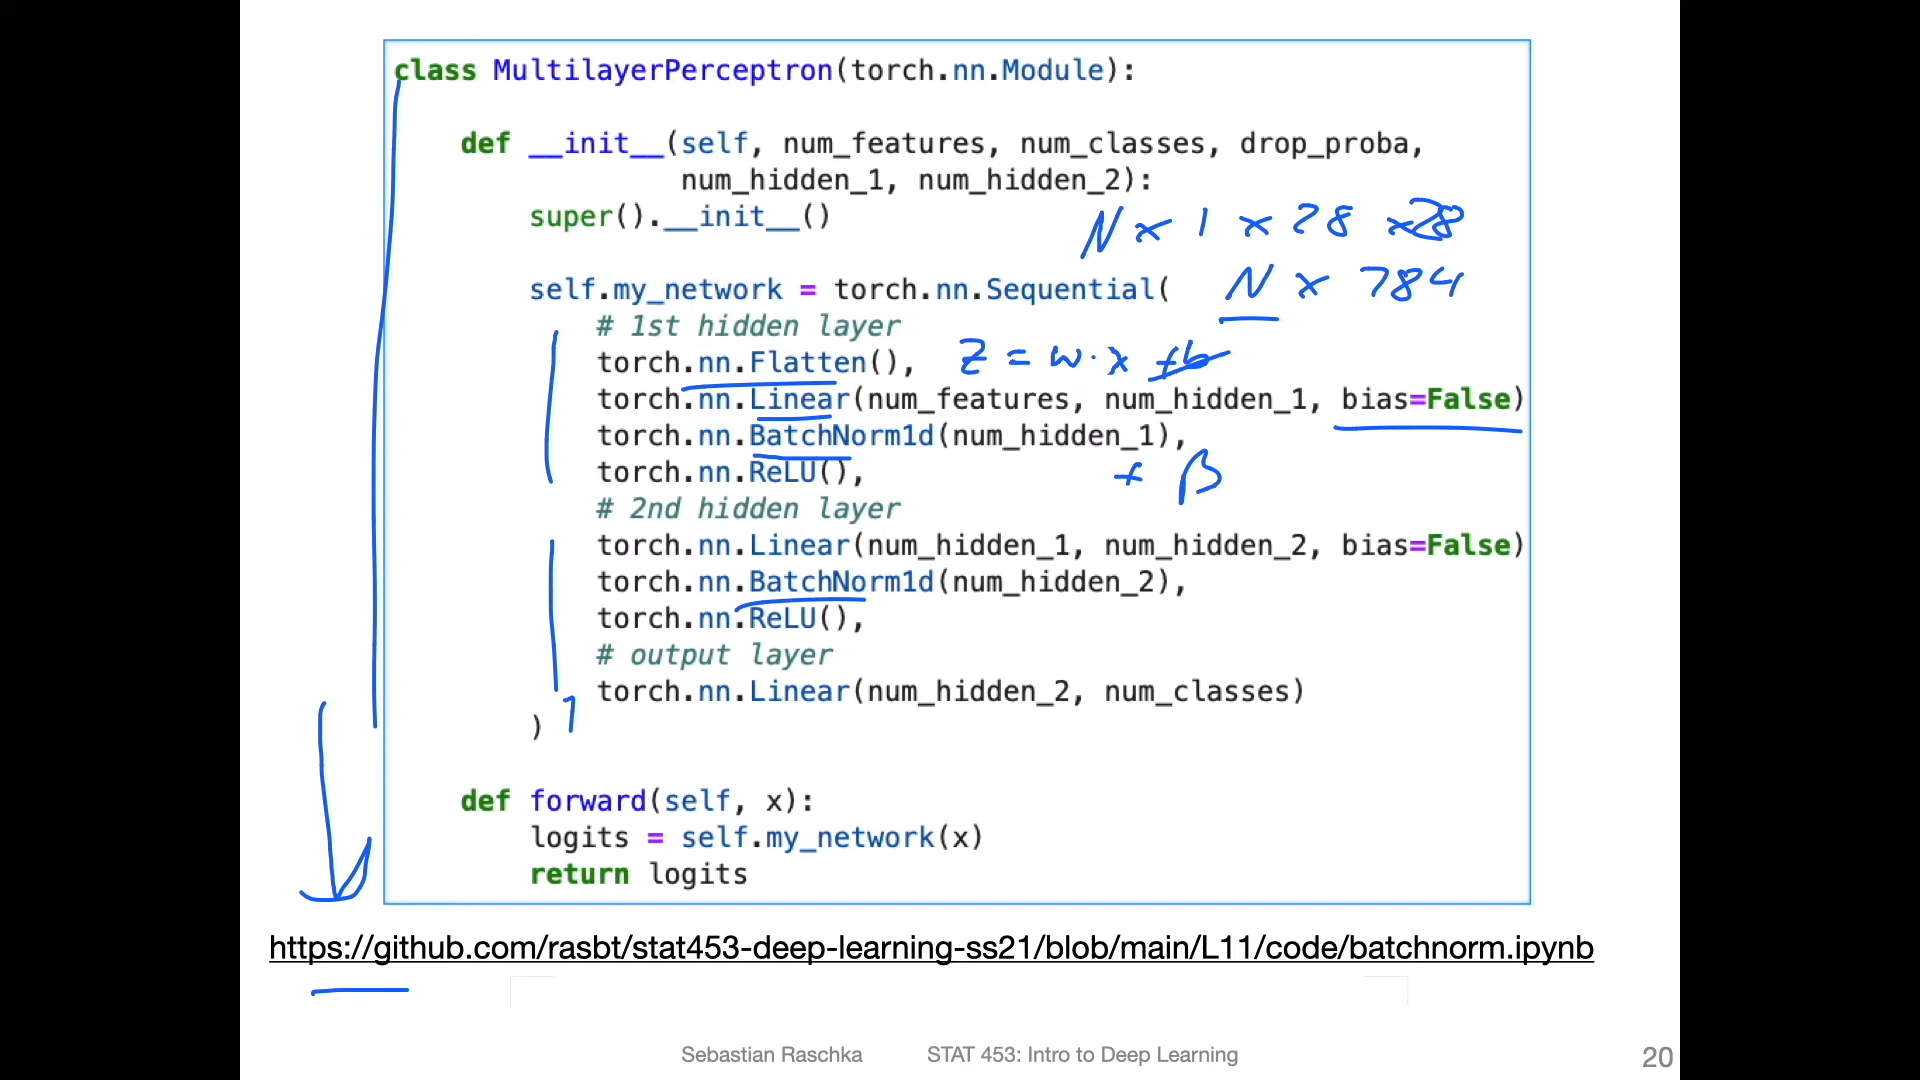 class MultilayerPerceptron(torch.nn.Module):
def __init__(self, num_features, num_classes, drop_proba,
num_hidden_1, num_hidden_2):
super().__init__()
N × 1 × 28 × 28
self.my_network = torch.nn.Sequential(
N × 784
# 1st hidden layer
torch.nn.Flatten(),
z = w · x + b
torch.nn.Linear(num_features, num_hidden_1, bias=False)
torch.nn.BatchNorm1d(num_hidden_1),
torch.nn.ReLU(),
+ β
# 2nd hidden layer
torch.nn.Linear(num_hidden_1, num_hidden_2, bias=False)
torch.nn.BatchNorm1d(num_hidden_2),
torch.nn.ReLU(),
# output layer
torch.nn.Linear(num_hidden_2, num_classes)
)
def forward(self, x):
logits = self.my_network(x)
return logits
https://github.com/rasbt/stat453-deep-learning-ss21/blob/main/L11/code/batchnorm.ipynb
Sebastian Raschka STAT 453: Intro to Deep Learning 20